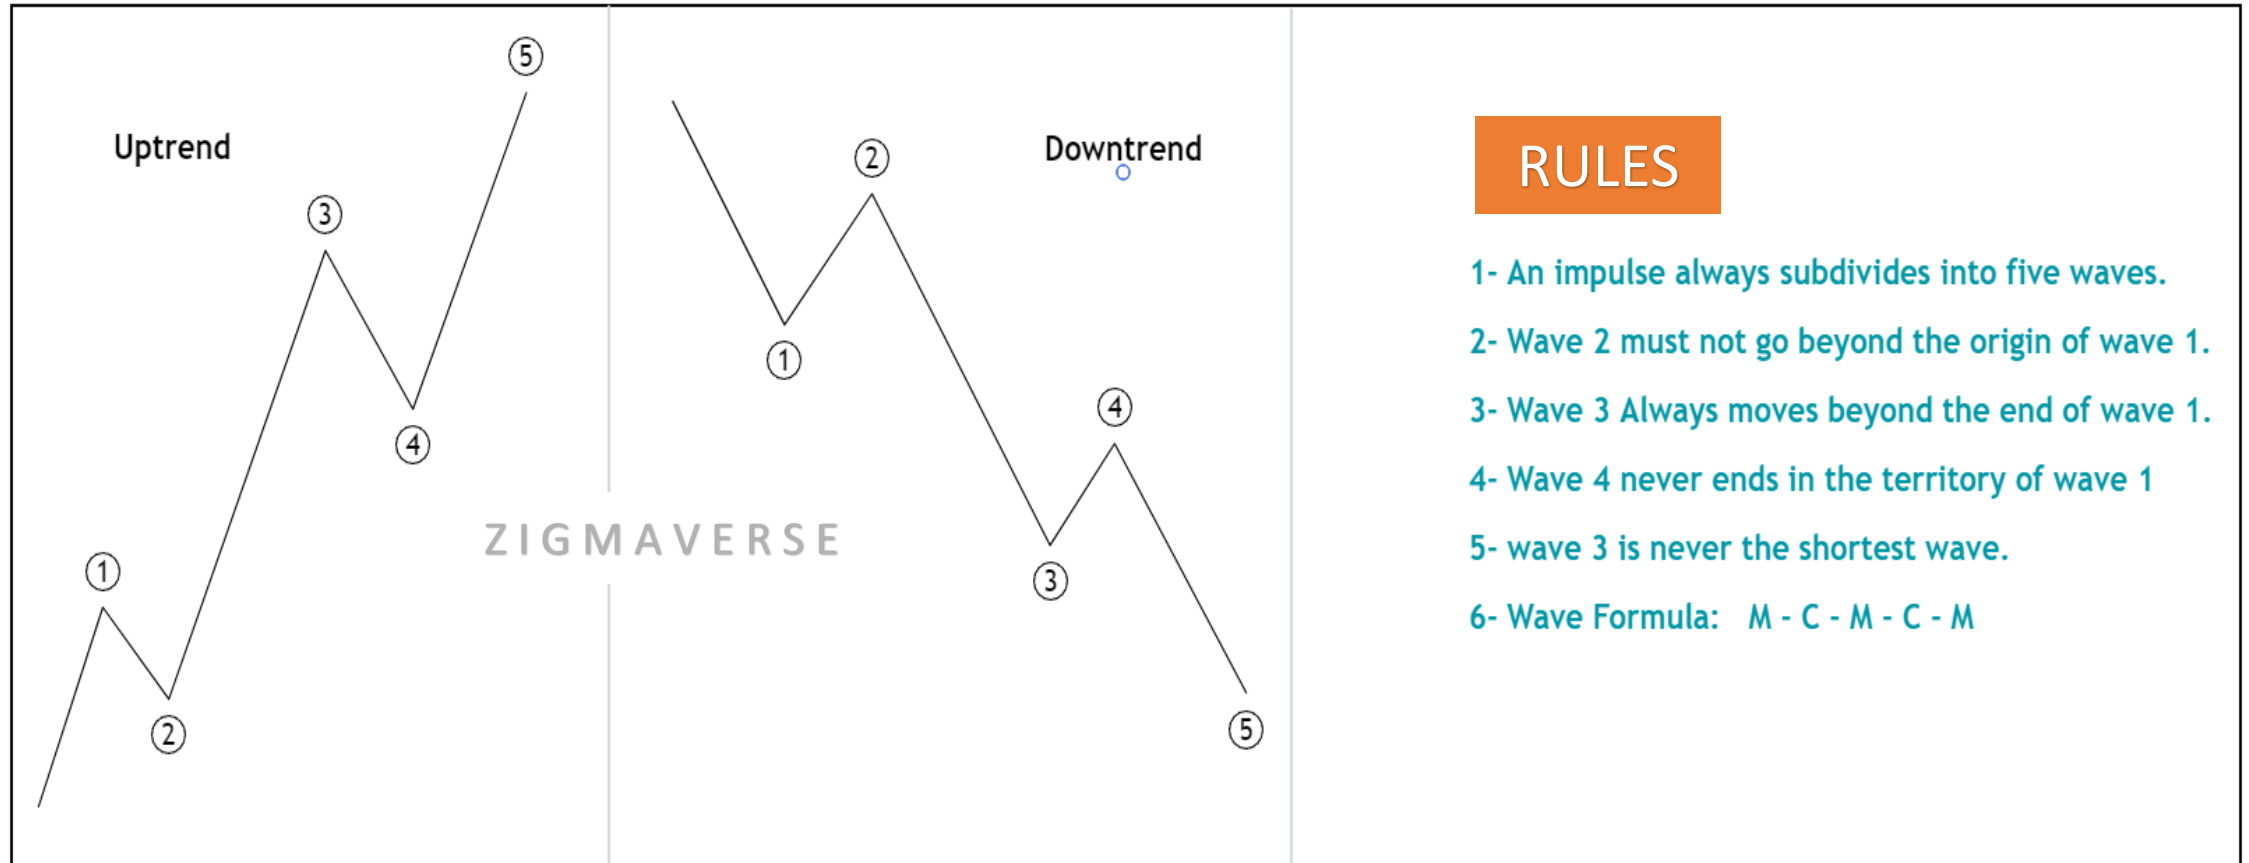 Uptrend
①
②
③
④
⑤
Downtrend
①
②
③
④
⑤
ZIGMAVERSE
RULES
1- An impulse always subdivides into five waves.
2- Wave 2 must not go beyond the origin of wave 1.
3- Wave 3 Always moves beyond the end of wave 1.
4- Wave 4 never ends in the territory of wave 1
5- wave 3 is never the shortest wave.
6- Wave Formula: M - C - M - C - M